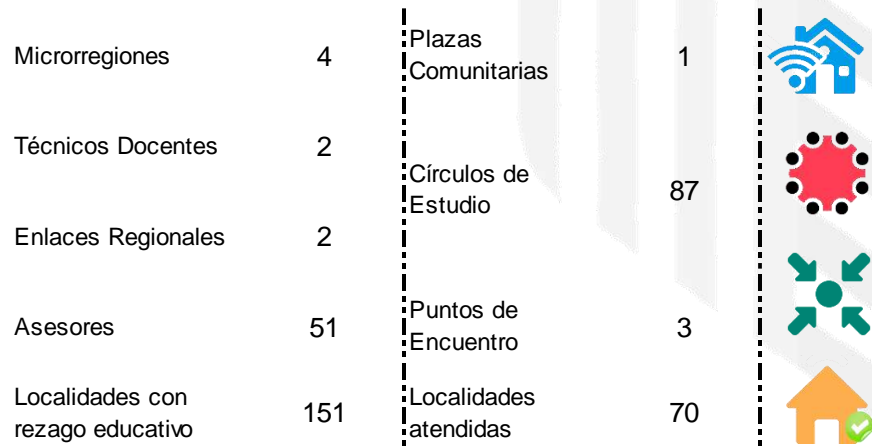 Microrregiones 4
Técnicos Docentes 2
Enlaces Regionales 2
Asesores 51
Localidades con
rezago educativo 151
Plazas
Comunitarias 1
Círculos de
Estudio 87
Puntos de
Encuentro 3
Localidades
atendidas 70